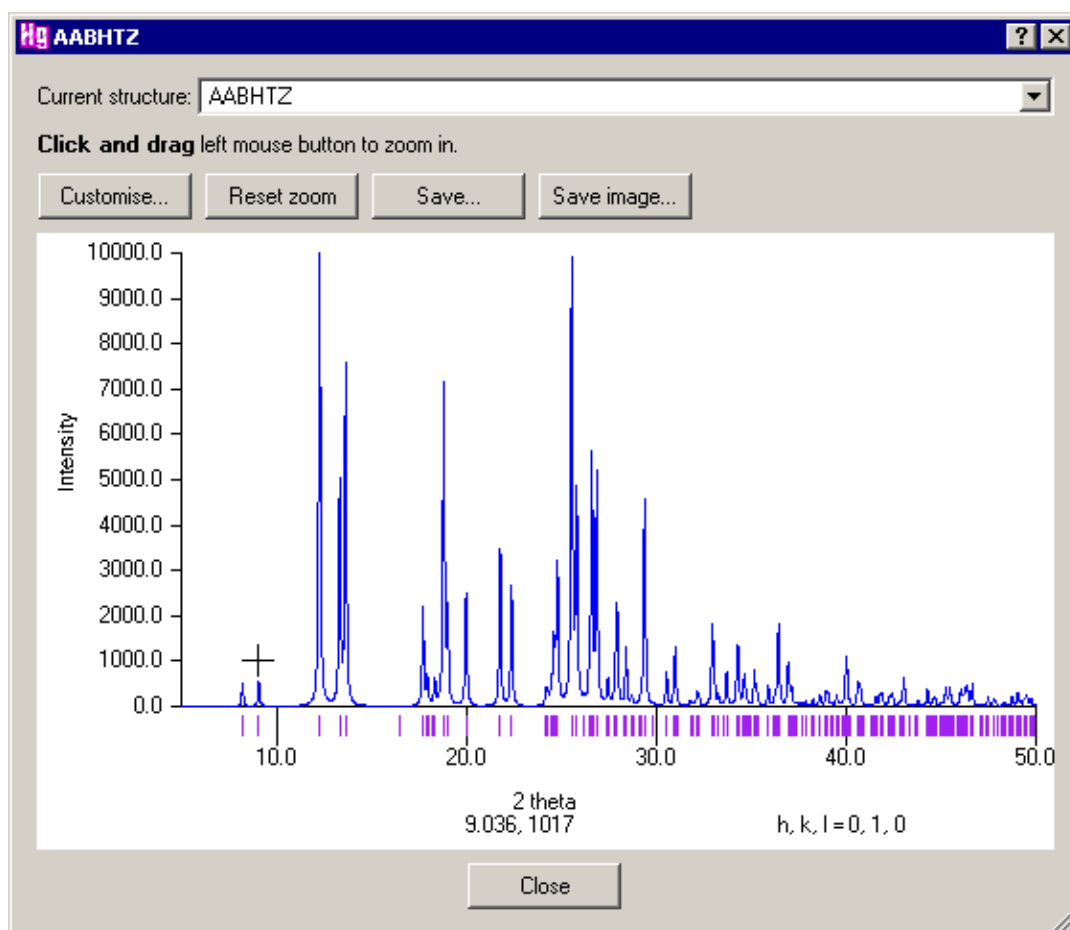 Hg AABHTZ
Current structure: AABHTZ
Click and drag left mouse button to zoom in.
Customise... Reset zoom Save... Save image...
10000.0
9000.0
8000.0
7000.0
6000.0
5000.0
4000.0
3000.0
2000.0
1000.0
0.0
Intensity
10.0 20.0 30.0 40.0 50.0
2 theta
9.036, 1017 h, k, l = 0, 1, 0
Close